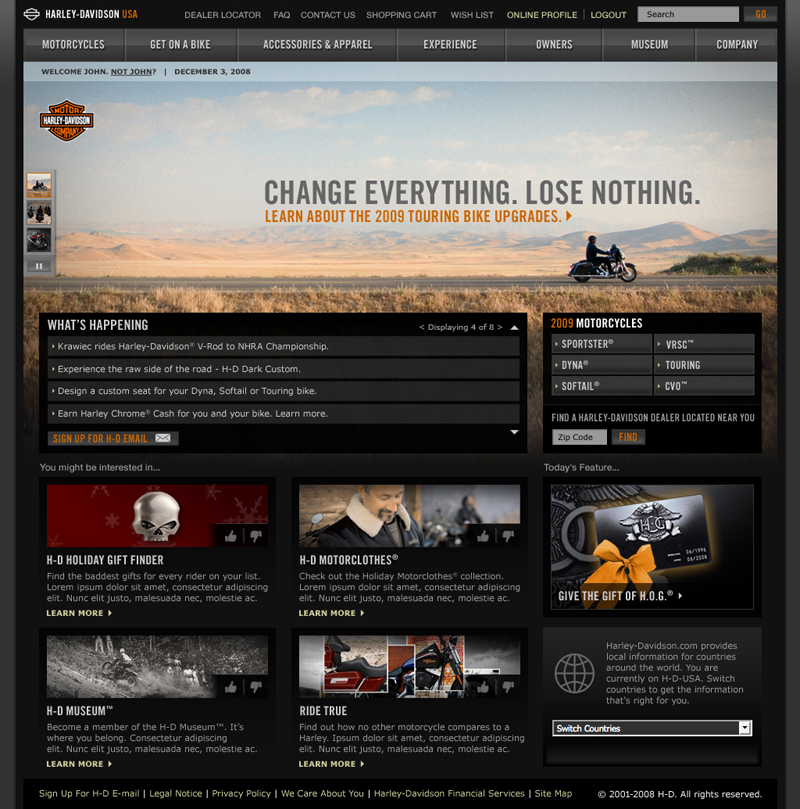 HARLEY-DAVIDSON USA
DEALER LOCATOR FAQ CONTACT US SHOPPING CART WISH LIST ONLINE PROFILE | LOGOUT Search GO
MOTORCYCLES GET ON A BIKE ACCESSORIES & APPAREL EXPERIENCE OWNERS MUSEUM COMPANY
WELCOME JOHN. NOT JOHN? | DECEMBER 3, 2008
MOTOR
HARLEY-DAVIDSON
COMPANY
CHANGE EVERYTHING. LOSE NOTHING.
LEARN ABOUT THE 2009 TOURING BIKE UPGRADES.
WHAT'S HAPPENING
< Displaying 4 of 8 >
Krawiec rides Harley-Davidson® V-Rod to NHRA Championship.
Experience the raw side of the road - H-D Dark Custom.
Design a custom seat for your Dyna, Softail or Touring bike.
Earn Harley Chrome® Cash for you and your bike. Learn more.
SIGN UP FOR H-D EMAIL
2009 MOTORCYCLES
SPORTSTER® VRSC™
DYNA® TOURING
SOFTAIL® CVO™
FIND A HARLEY-DAVIDSON DEALER LOCATED NEAR YOU
Zip Code FIND
You might be interested in...
H-D HOLIDAY GIFT FINDER
Find the baddest gifts for every rider on your list.
Lorem ipsum dolor sit amet, consectetur adipiscing
elit. Nunc elit justo, malesuada nec, molestie ac.
LEARN MORE
H-D MOTORCLOTHES®
Check out the Holiday Motorclothes® collection.
Lorem ipsum dolor sit amet, consectetur adipiscing
elit. Nunc elit justo, malesuada nec, molestie ac.
LEARN MORE
Today's Feature...
H.O.G.
06/1996
06/2008
GIVE THE GIFT OF H.O.G.®
H-D MUSEUM™
Become a member of the H-D Museum™. It's
where you belong. Consectetur adipiscing
elit. Nunc elit justo, malesuada nec, molestie ac.
LEARN MORE
RIDE TRUE
Find out how no other motorcycle compares to a
Harley. Ipsum dolor sit amet, consectetur adipiscing
elit. Nunc elit justo, malesuada nec, molestie ac.
LEARN MORE
Harley-Davidson.com provides
local information for countries
around the world. You are
currently on H-D-USA. Switch
countries to get the information
that's right for you.
Switch Countries
Sign Up For H-D E-mail | Legal Notice | Privacy Policy | We Care About You | Harley-Davidson Financial Services | Site Map
© 2001-2008 H-D. All rights reserved.